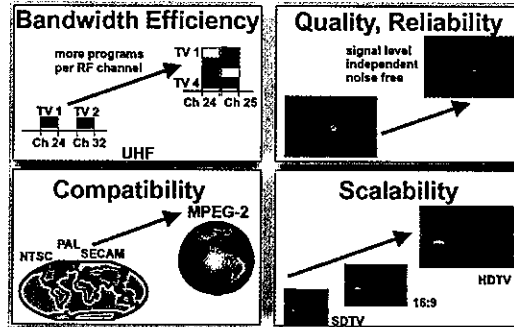 Bandwidth Efficiency
more programs
per RF channel
TV 1
TV 4
Ch 24 Ch 25
TV 1 TV 2
Ch 24 Ch 32
UHF
Quality, Reliability
signal level
independent
noise free
Compatibility
MPEG-2
PAL
NTSC SECAM
Scalability
HDTV
16:9
SDTV